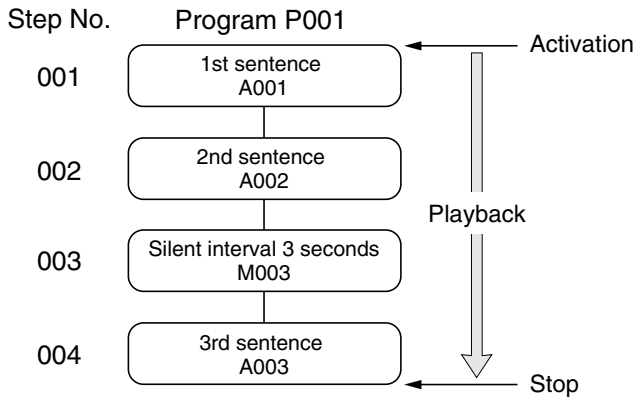 Step No. Program P001
Activation
001 1st sentence
A001
002 2nd sentence
A002
Playback
003 Silent interval 3 seconds
M003
004 3rd sentence
A003
Stop